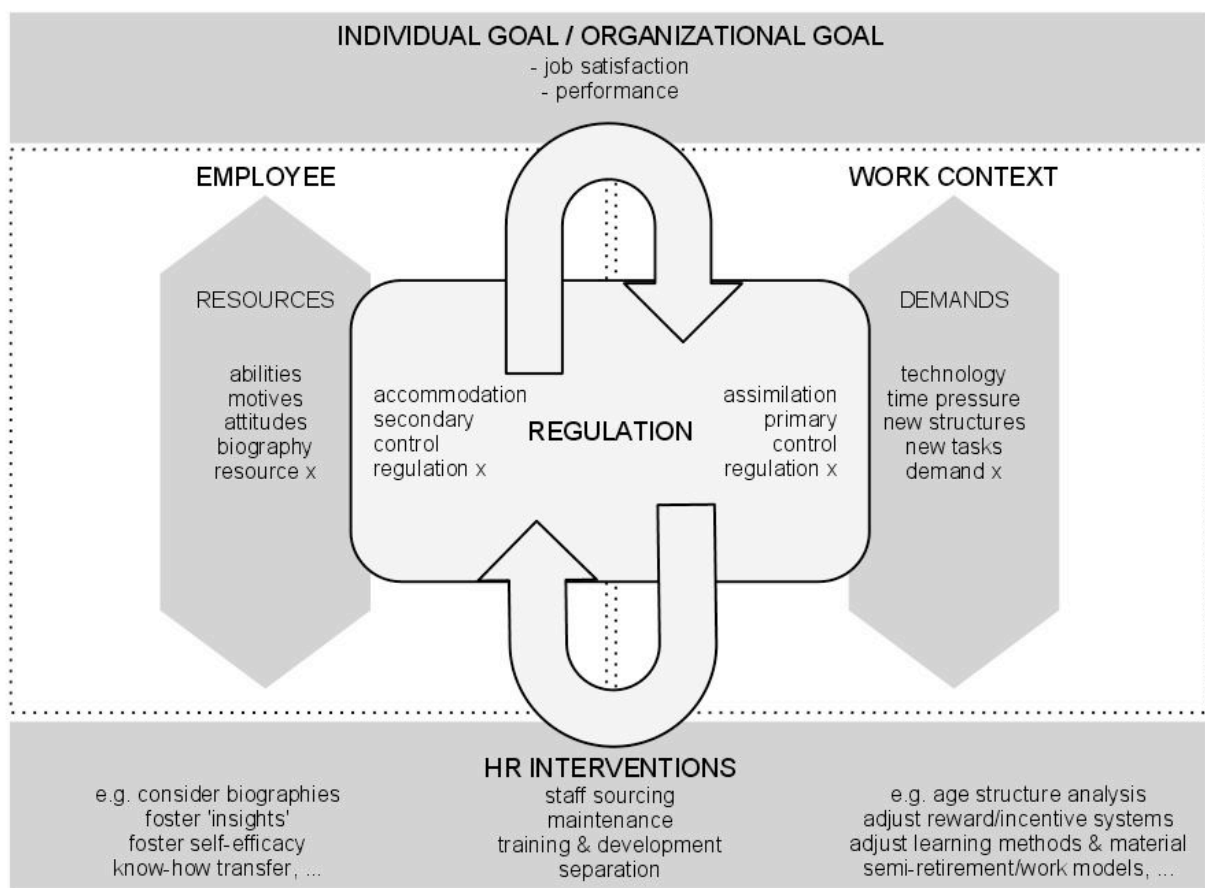 INDIVIDUAL GOAL / ORGANIZATIONAL GOAL
- job satisfaction
- performance
EMPLOYEE
WORK CONTEXT
RESOURCES
abilities
motives
attitudes
biography
resource x
accommodation
secondary
control
regulation x
REGULATION
assimilation
primary
control
regulation x
DEMANDS
technology
time pressure
new structures
new tasks
demand x
HR INTERVENTIONS
e.g. consider biographies
foster 'insights'
foster self-efficacy
know-how transfer, ...
staff sourcing
maintenance
training & development
separation
e.g. age structure analysis
adjust reward/incentive systems
adjust learning methods & material
semi-retirement/work models, ...